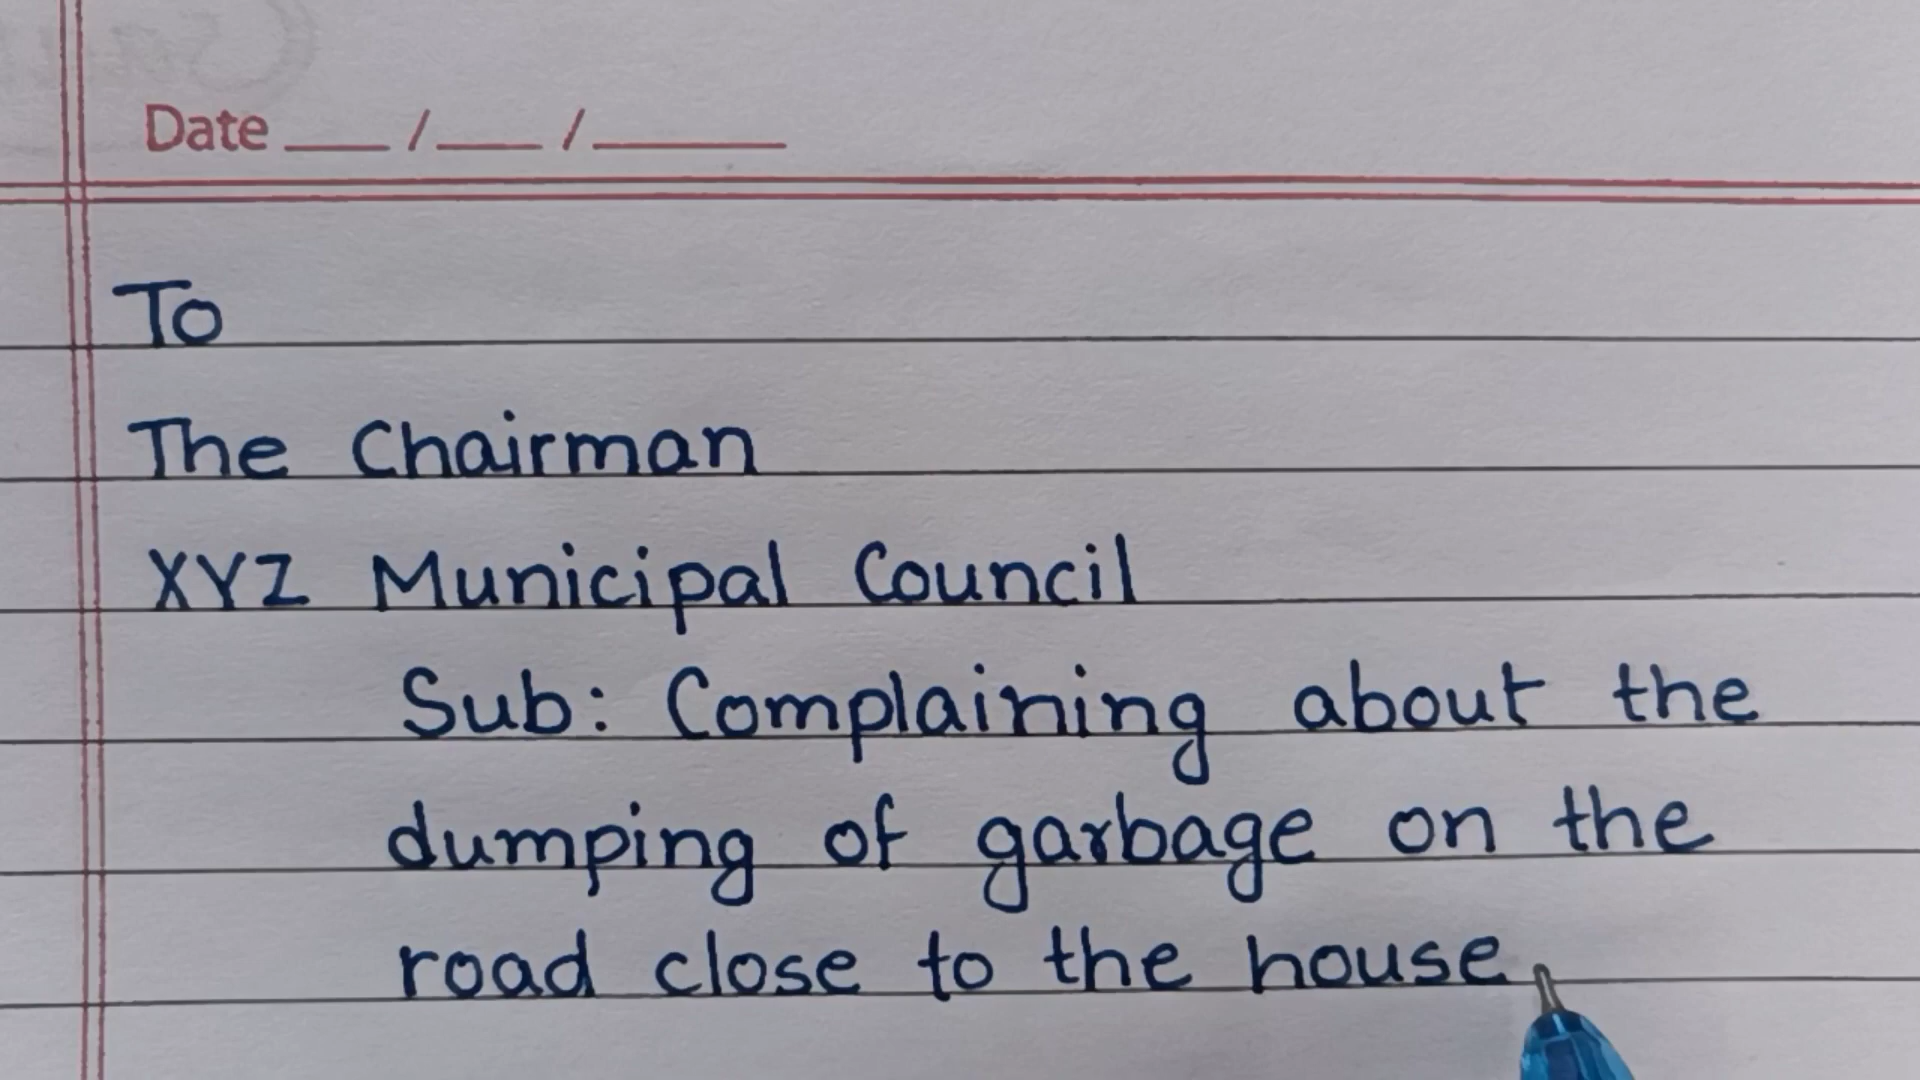 Date ___ / ___ / _____
To
The Chairman
XYZ Municipal Council
Sub: Complaining about the
dumping of garbage on the
road close to the house